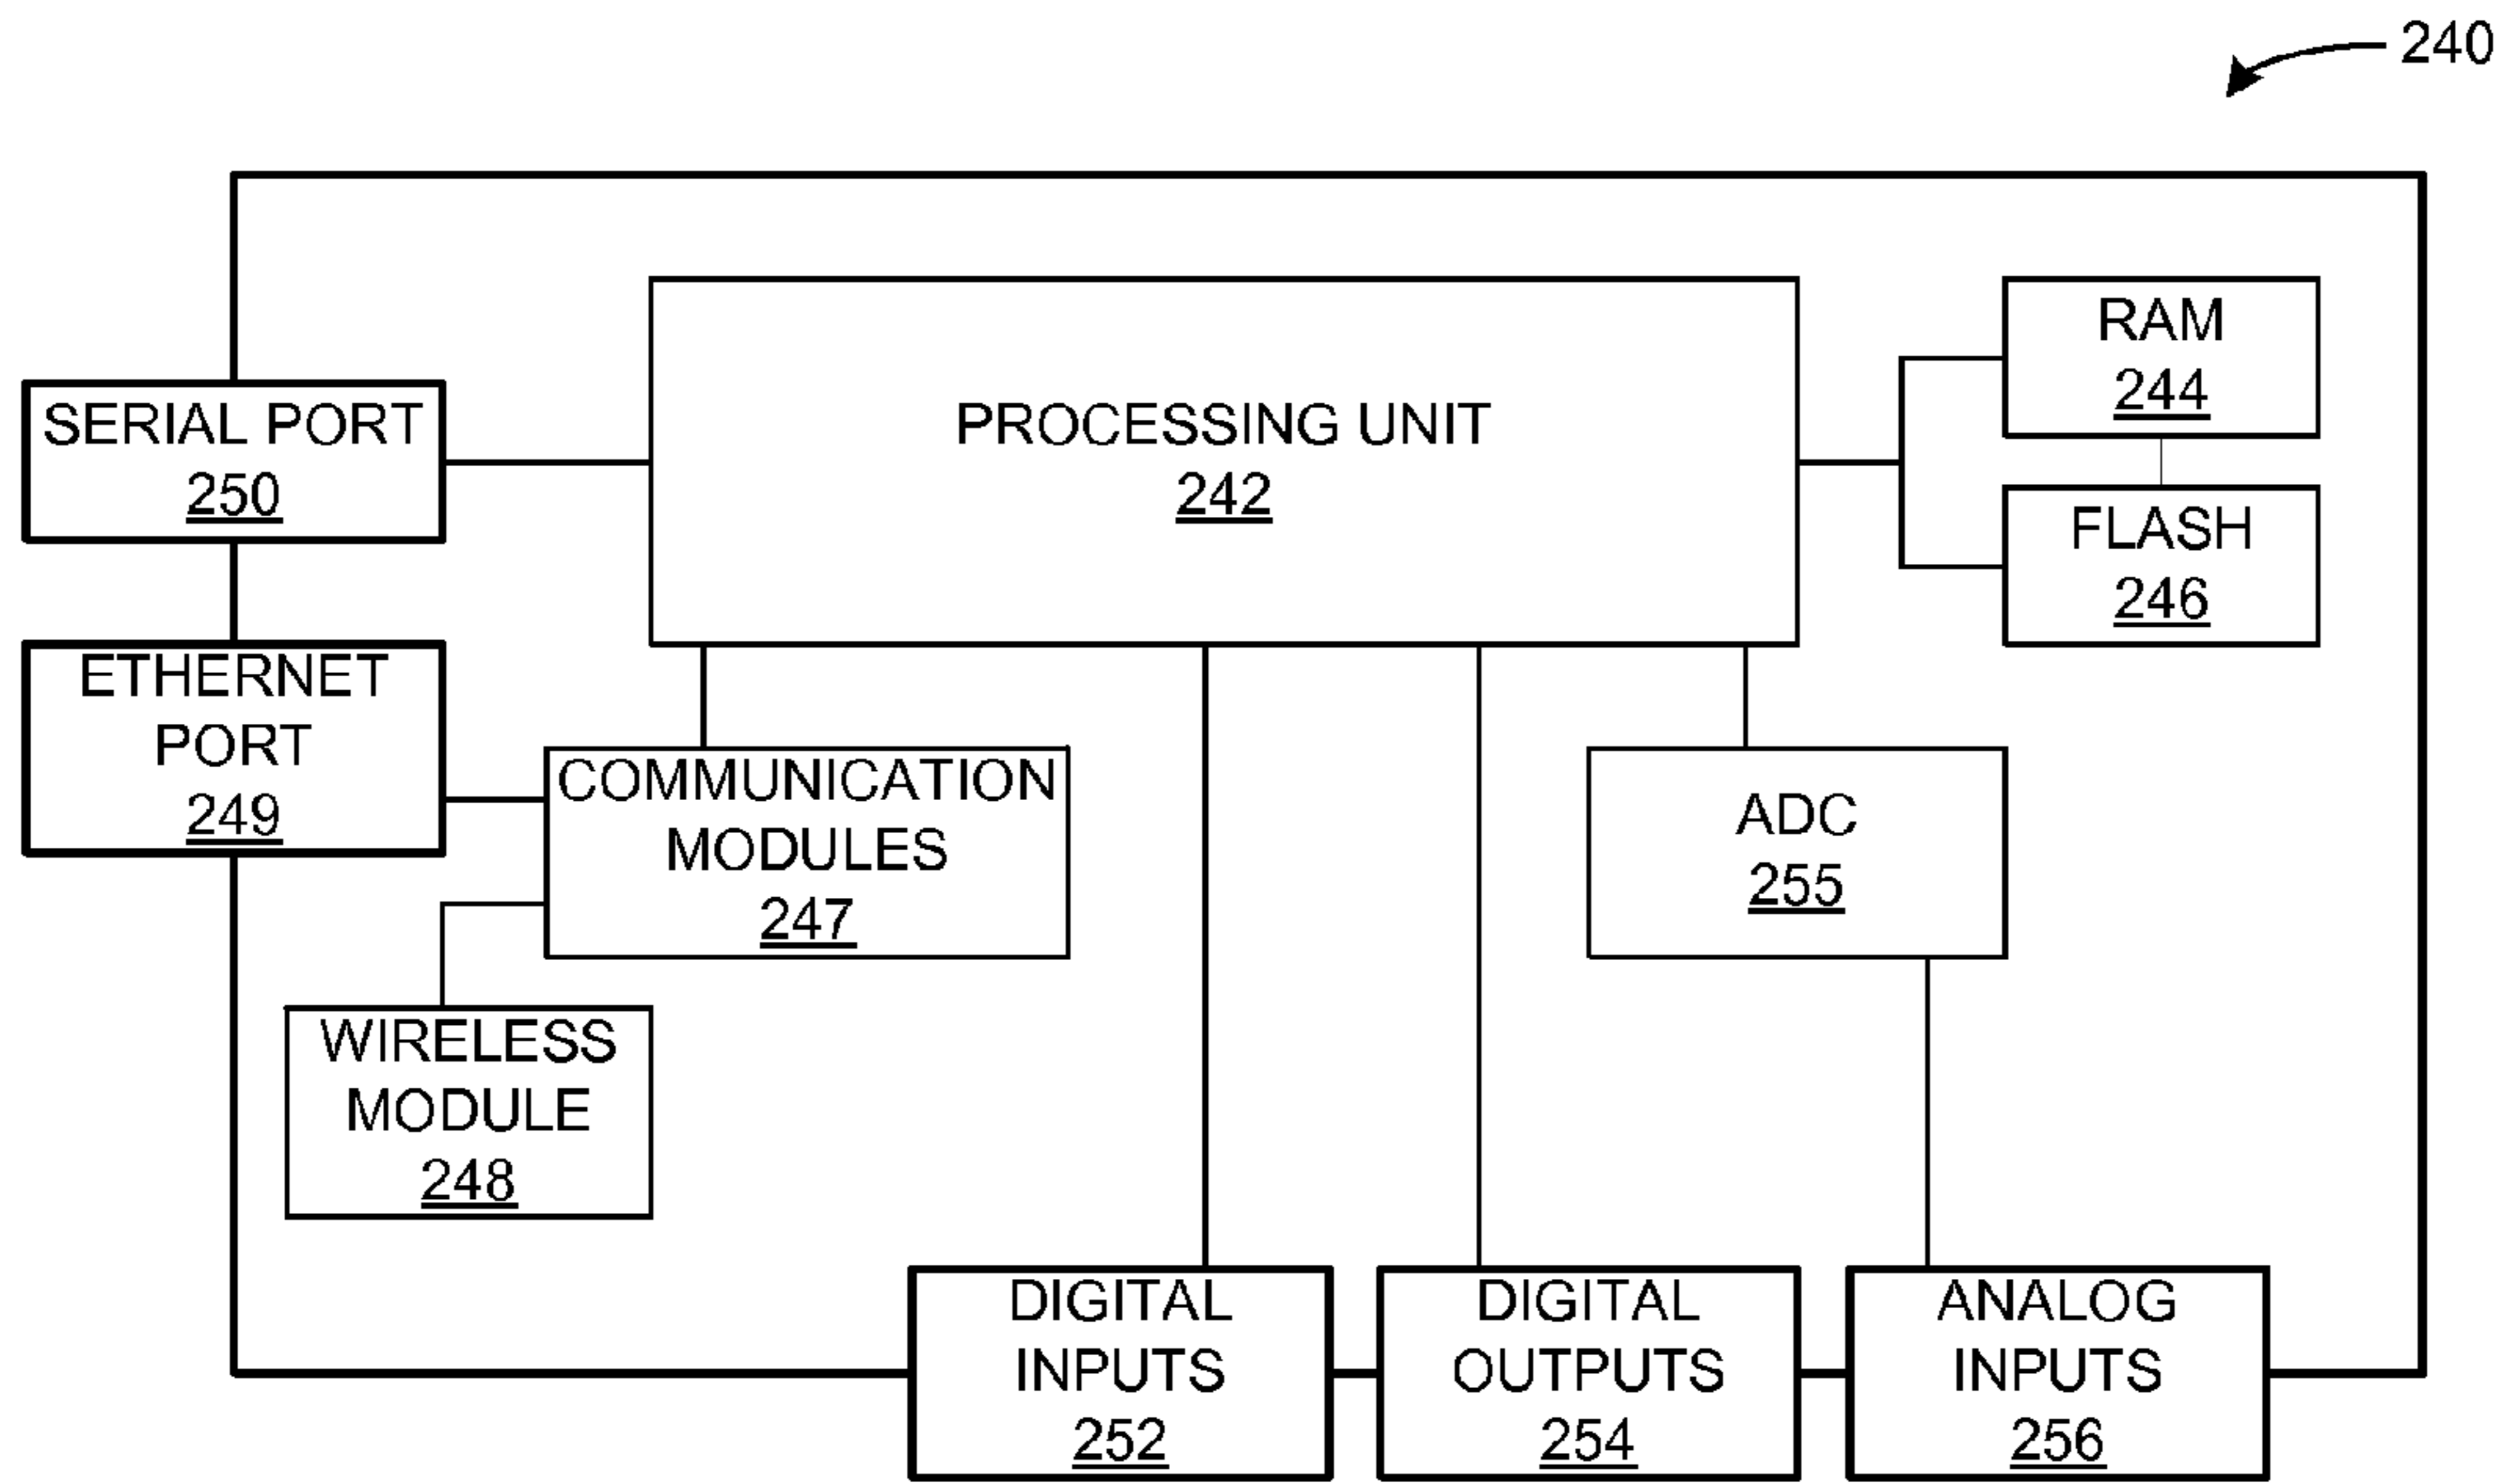 240
SERIAL PORT
250
PROCESSING UNIT
242
RAM
244
FLASH
246
ETHERNET
PORT
249
COMMUNICATION
MODULES
247
ADC
255
WIRELESS
MODULE
248
DIGITAL
INPUTS
252
DIGITAL
OUTPUTS
254
ANALOG
INPUTS
256